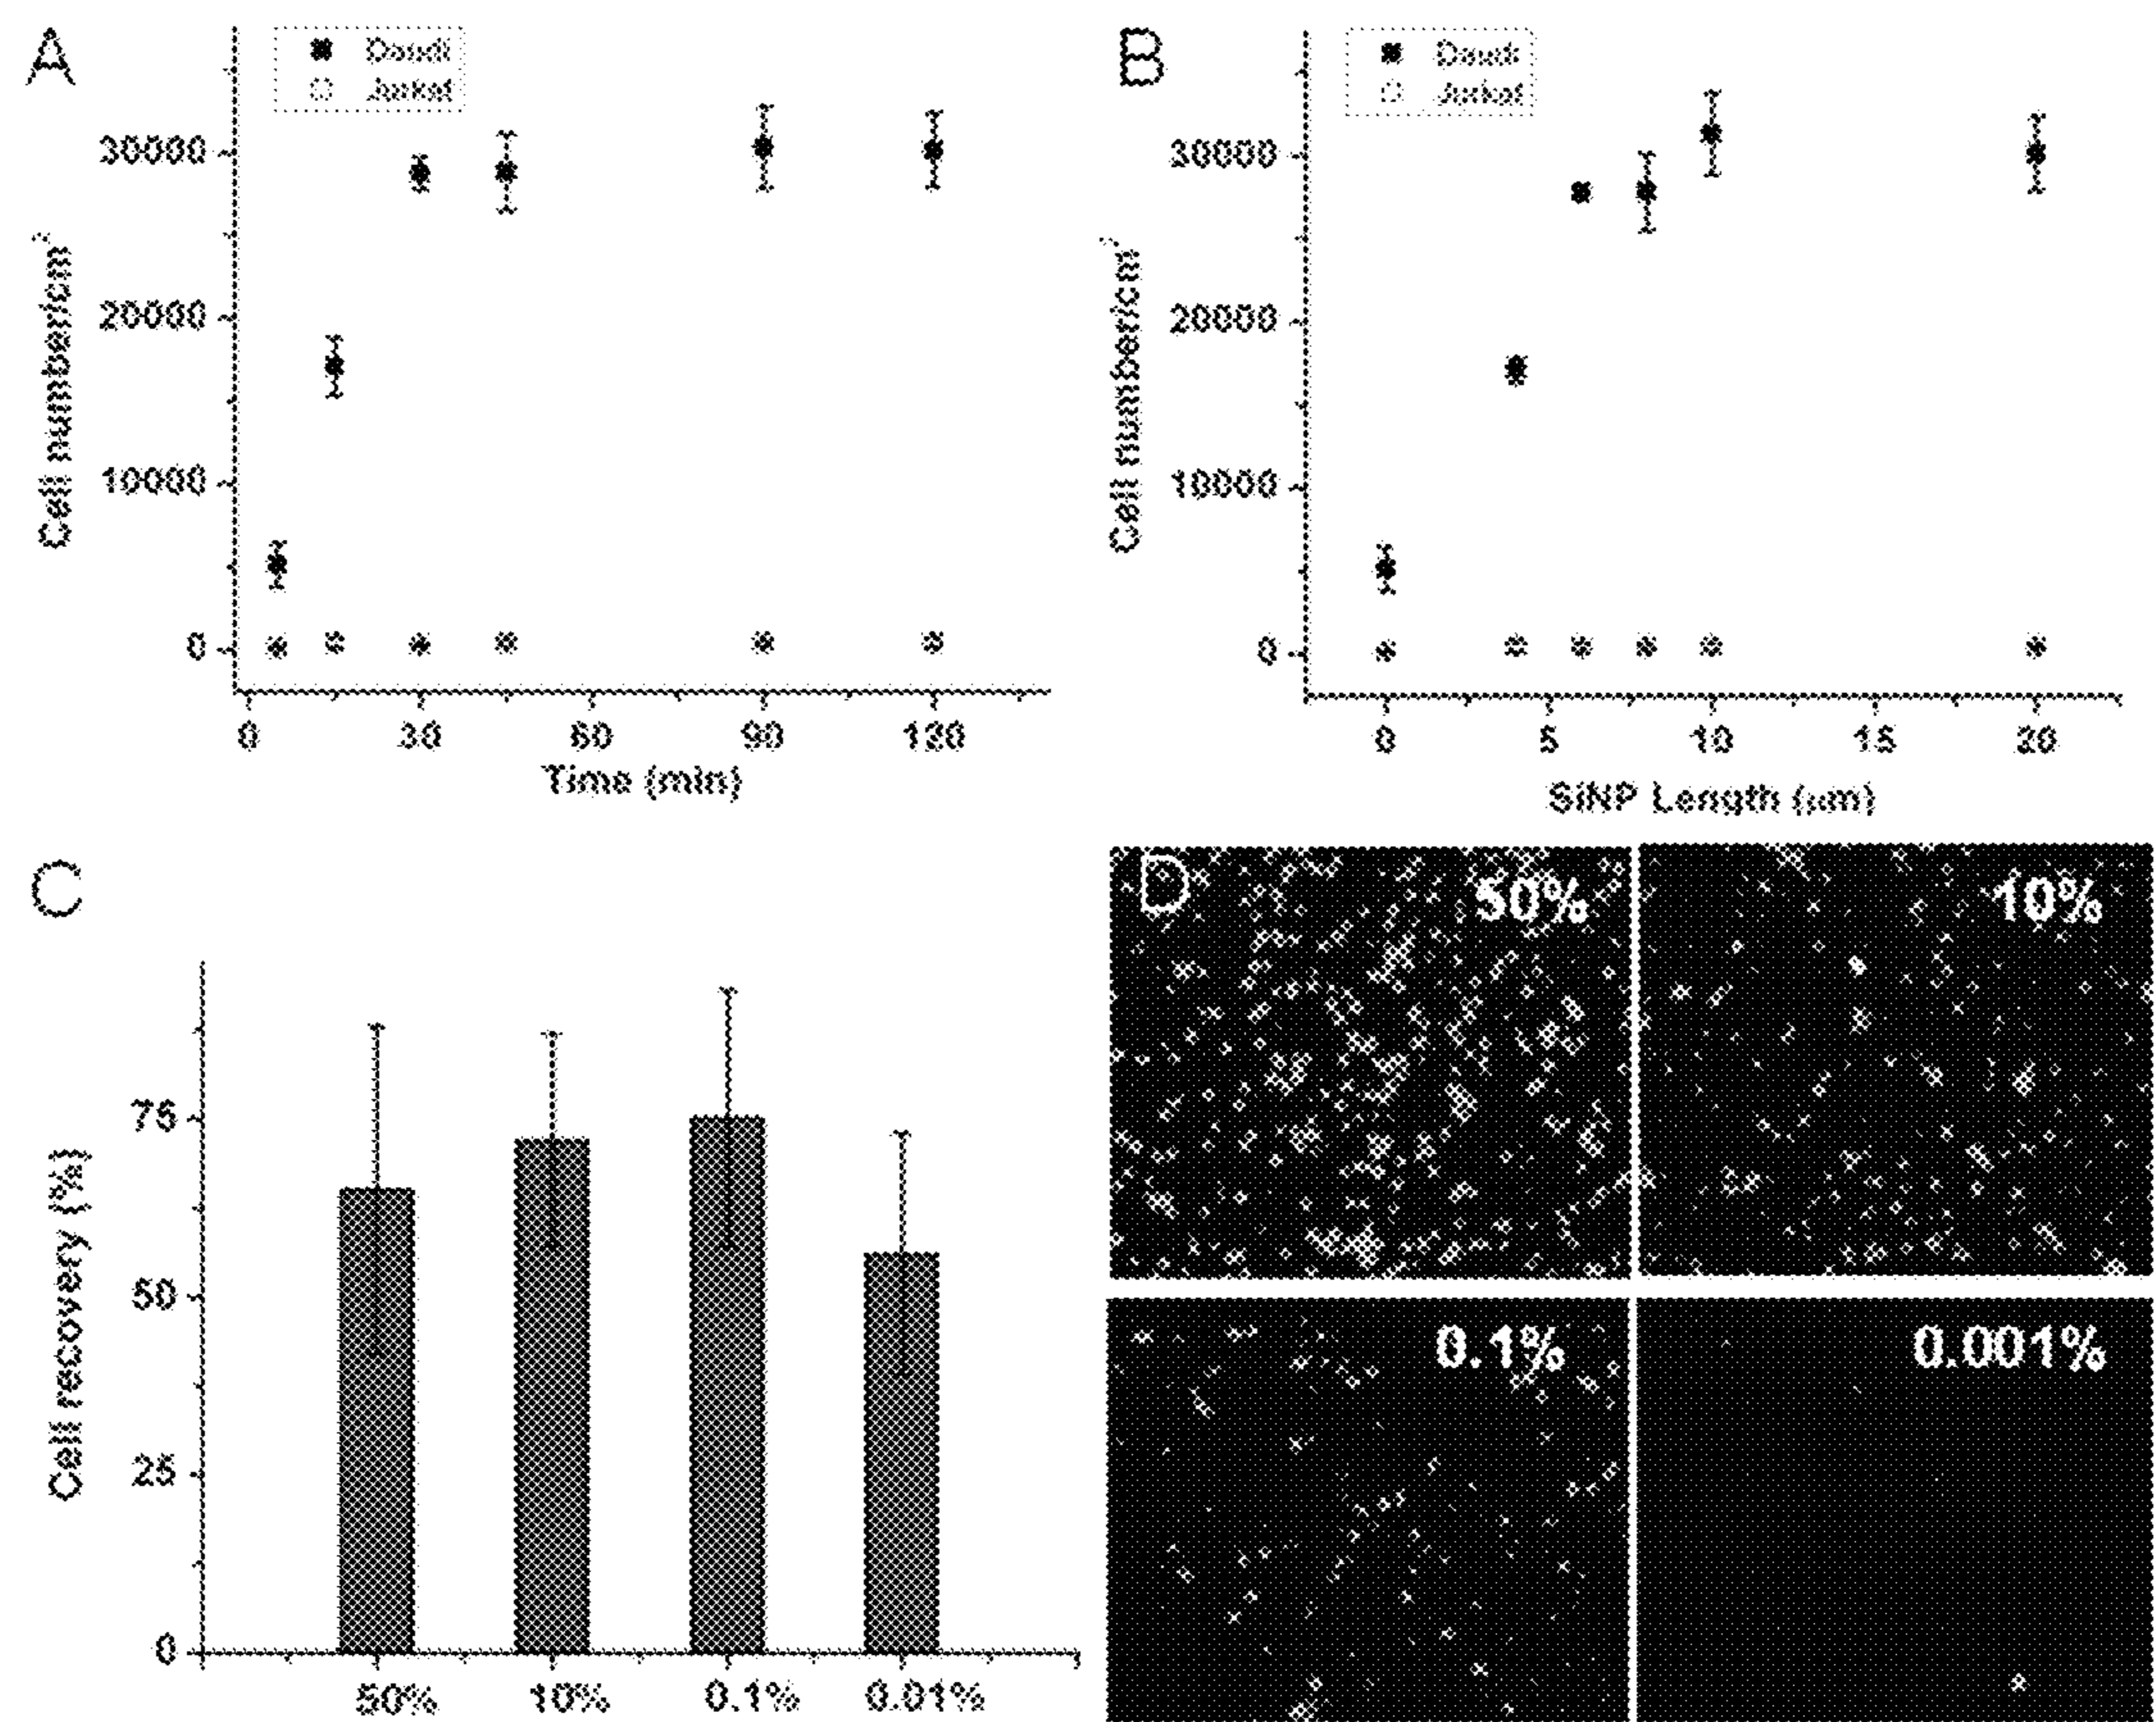 A
Daudi
Jurkat
30000
20000
10000
0
Cell number/cm²
0 30 60 90 120
Time (min)
B
Daudi
Jurkat
30000
20000
10000
0
Cell number/cm²
0 5 10 15 20
SiNP Length (µm)
C
75
50
25
0
Cell recovery (%)
50% 10% 0.1% 0.01%
D
50%
10%
0.1%
0.001%